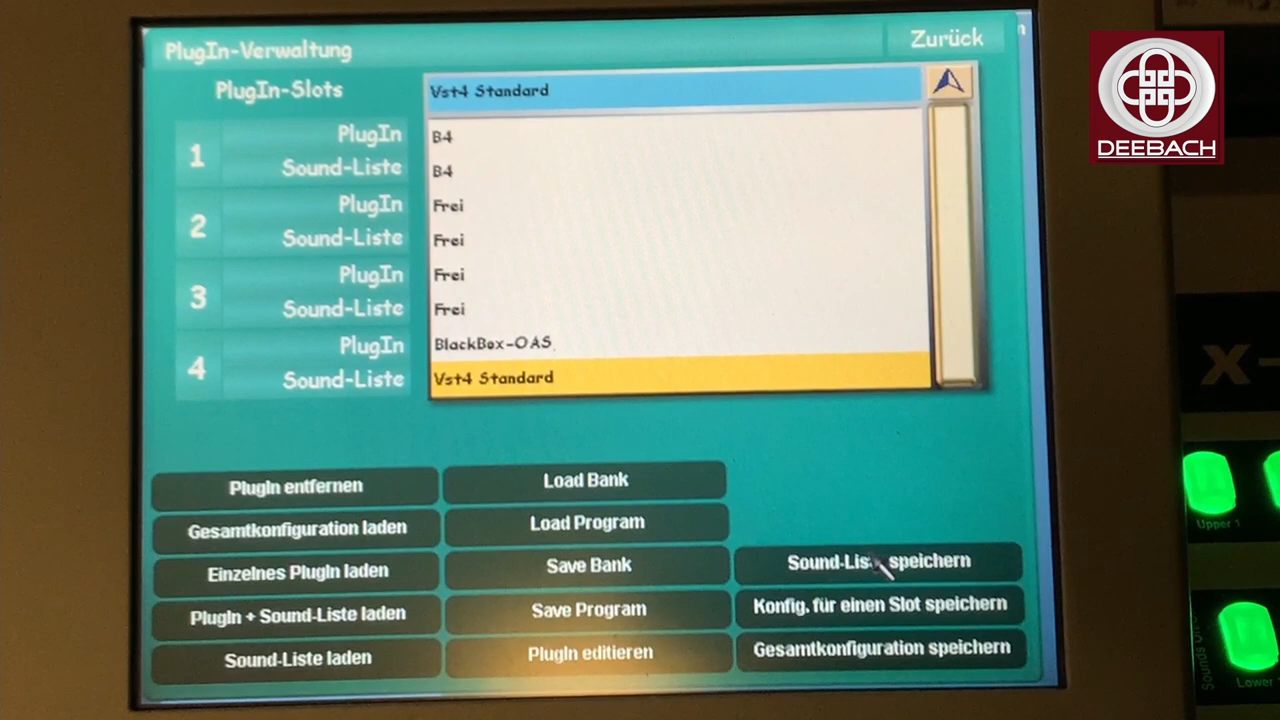 PlugIn-Verwaltung
Zurück
PlugIn-Slots
Vst4 Standard
1
PlugIn
B4
Sound-Liste
B4
2
PlugIn
Frei
Sound-Liste
Frei
3
PlugIn
Frei
Sound-Liste
Frei
4
PlugIn
BlackBox-OAS
Sound-Liste
Vst4 Standard
PlugIn entfernen
Load Bank
Gesamtkonfiguration laden
Load Program
Einzelnes PlugIn laden
Save Bank
Sound-Liste speichern
PlugIn + Sound-Liste laden
Save Program
Konfig. für einen Slot speichern
Sound-Liste laden
PlugIn editieren
Gesamtkonfiguration speichern
DEEBACH
X-
Upper 1
Lower